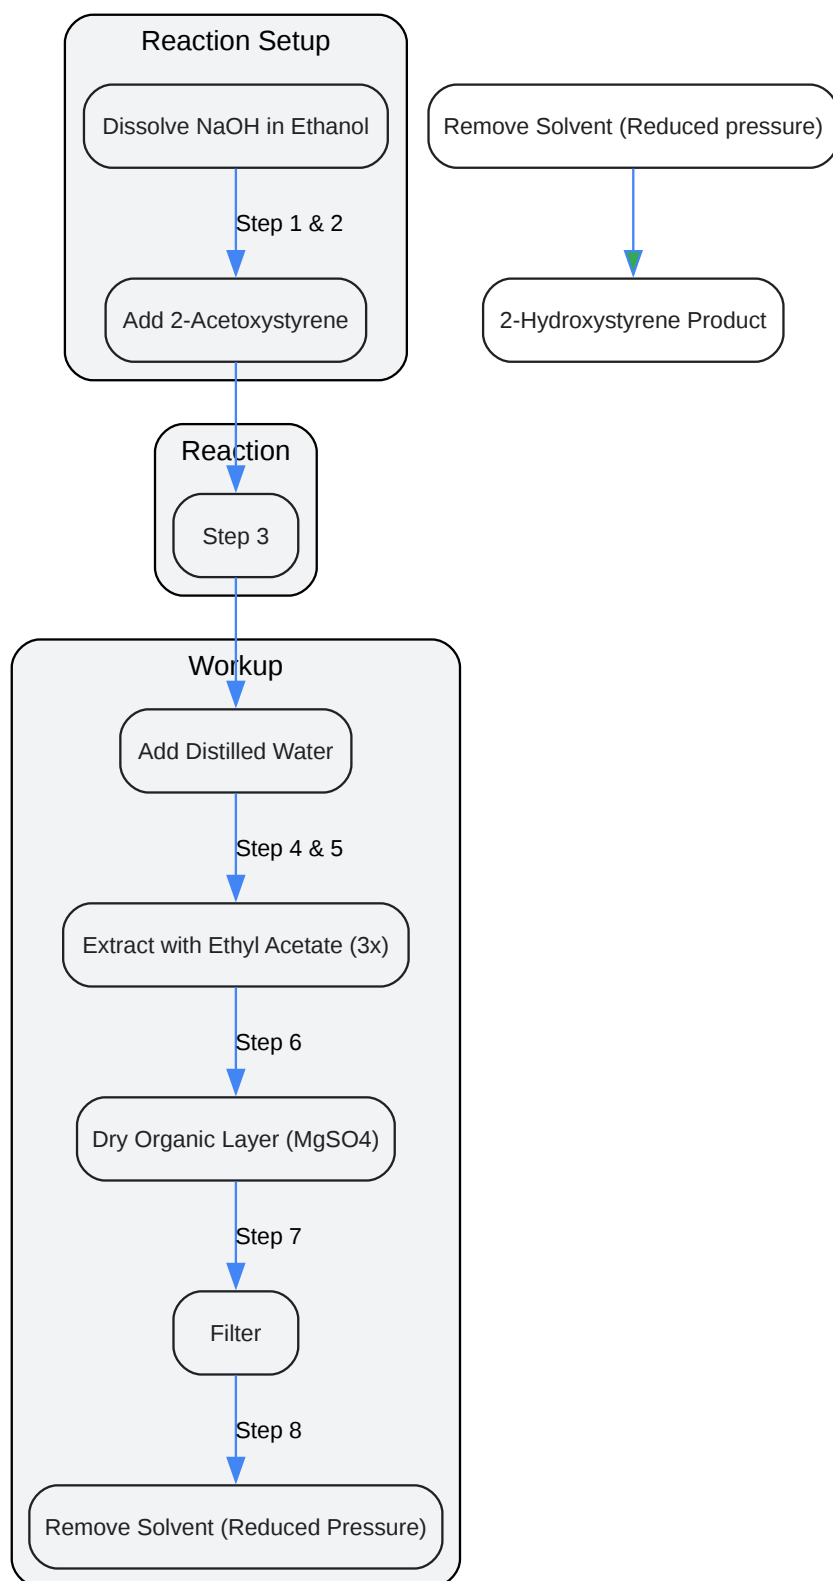 Reaction Setup
Dissolve NaOH in Ethanol
Step 1 & 2
Add 2-Acetoxystyrene
Remove Solvent (Reduced pressure)
2-Hydroxystyrene Product
Reaction
Step 3
Workup
Add Distilled Water
Step 4 & 5
Extract with Ethyl Acetate (3x)
Step 6
Dry Organic Layer (MgSO4)
Step 7
Filter
Step 8
Remove Solvent (Reduced Pressure)